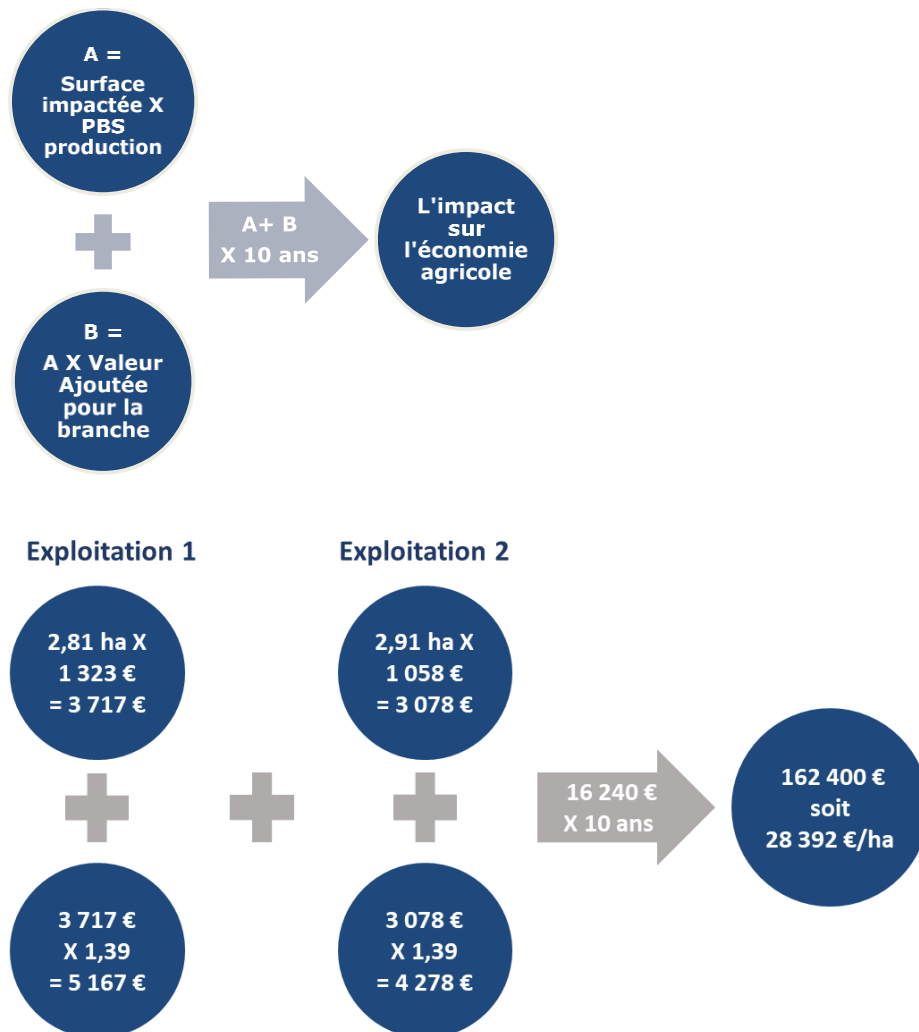 A =
Surface
impactée X
PBS
production
A+ B
X 10 ans
L'impact
sur
l'économie
agricole
B =
A X Valeur
Ajoutée
pour la
branche
Exploitation 1
Exploitation 2
2,81 ha X
1 323 €
= 3 717 €
2,91 ha X
1 058 €
= 3 078 €
16 240 €
X 10 ans
162 400 €
soit
28 392 €/ha
3 717 €
X 1,39
= 5 167 €
3 078 €
X 1,39
= 4 278 €